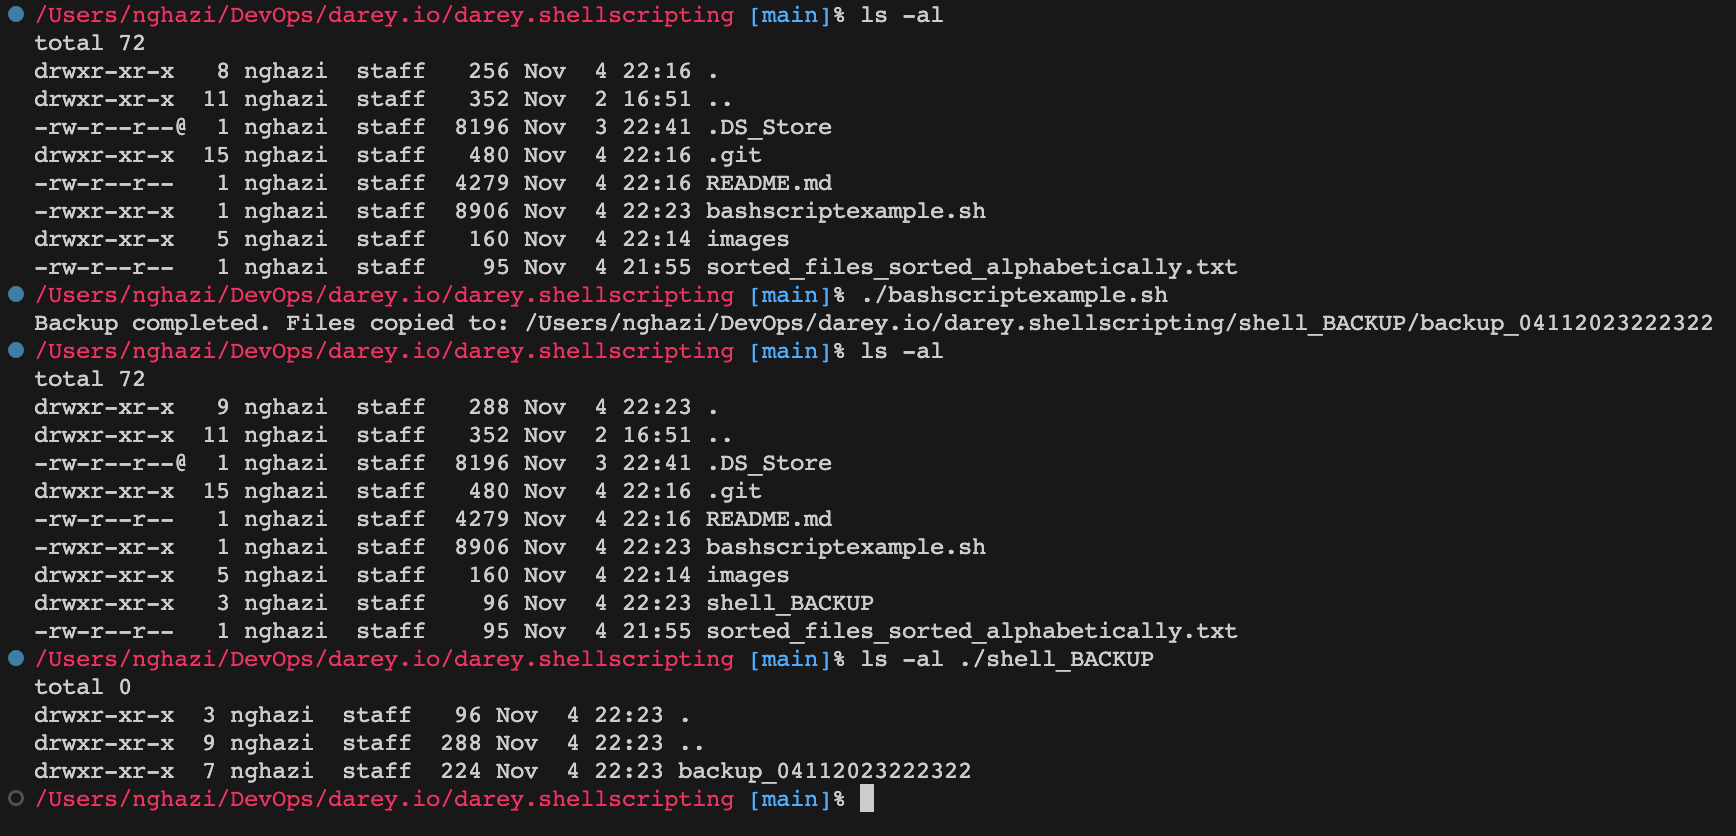 /Users/nghazi/DevOps/darey.io/darey.shellscripting [main]% ls -al
total 72
drwxr-xr-x   8 nghazi  staff   256 Nov  4 22:16 .
drwxr-xr-x  11 nghazi  staff   352 Nov  2 16:51 ..
-rw-r--r--@  1 nghazi  staff  8196 Nov  3 22:41 .DS_Store
drwxr-xr-x  15 nghazi  staff   480 Nov  4 22:16 .git
-rw-r--r--   1 nghazi  staff  4279 Nov  4 22:16 README.md
-rwxr-xr-x   1 nghazi  staff  8906 Nov  4 22:23 bashscriptexample.sh
drwxr-xr-x   5 nghazi  staff   160 Nov  4 22:14 images
-rw-r--r--   1 nghazi  staff    95 Nov  4 21:55 sorted_files_sorted_alphabetically.txt
/Users/nghazi/DevOps/darey.io/darey.shellscripting [main]% ./bashscriptexample.sh
Backup completed. Files copied to: /Users/nghazi/DevOps/darey.io/darey.shellscripting/shell_BACKUP/backup_04112023222322
/Users/nghazi/DevOps/darey.io/darey.shellscripting [main]% ls -al
total 72
drwxr-xr-x   9 nghazi  staff   288 Nov  4 22:23 .
drwxr-xr-x  11 nghazi  staff   352 Nov  2 16:51 ..
-rw-r--r--@  1 nghazi  staff  8196 Nov  3 22:41 .DS_Store
drwxr-xr-x  15 nghazi  staff   480 Nov  4 22:16 .git
-rw-r--r--   1 nghazi  staff  4279 Nov  4 22:16 README.md
-rwxr-xr-x   1 nghazi  staff  8906 Nov  4 22:23 bashscriptexample.sh
drwxr-xr-x   5 nghazi  staff   160 Nov  4 22:14 images
drwxr-xr-x   3 nghazi  staff    96 Nov  4 22:23 shell_BACKUP
-rw-r--r--   1 nghazi  staff    95 Nov  4 21:55 sorted_files_sorted_alphabetically.txt
/Users/nghazi/DevOps/darey.io/darey.shellscripting [main]% ls -al ./shell_BACKUP
total 0
drwxr-xr-x  3 nghazi  staff   96 Nov  4 22:23 .
drwxr-xr-x  9 nghazi  staff  288 Nov  4 22:23 ..
drwxr-xr-x  7 nghazi  staff  224 Nov  4 22:23 backup_04112023222322
/Users/nghazi/DevOps/darey.io/darey.shellscripting [main]%